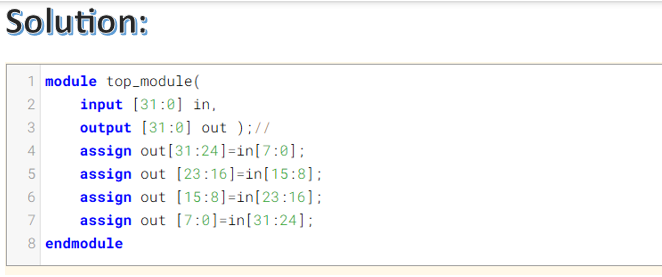 Solution:
1 module top_module(
2 input [31:0] in,
3 output [31:0] out );//
4 assign out[31:24]=in[7:0];
5 assign out [23:16]=in[15:8];
6 assign out [15:8]=in[23:16];
7 assign out [7:0]=in[31:24];
8 endmodule